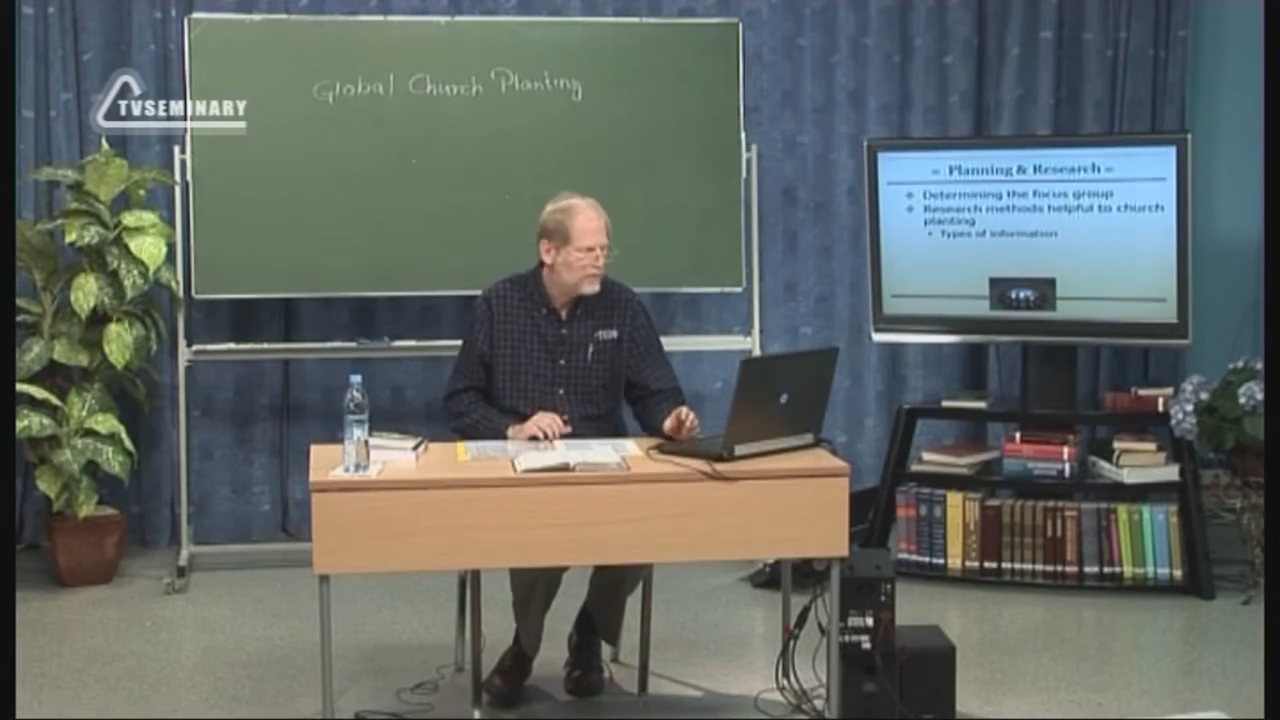 TVSEMINARY
Global Church Planting
Planning & Research
Determining the focus group
Research methods helpful to church
planting
Types of information